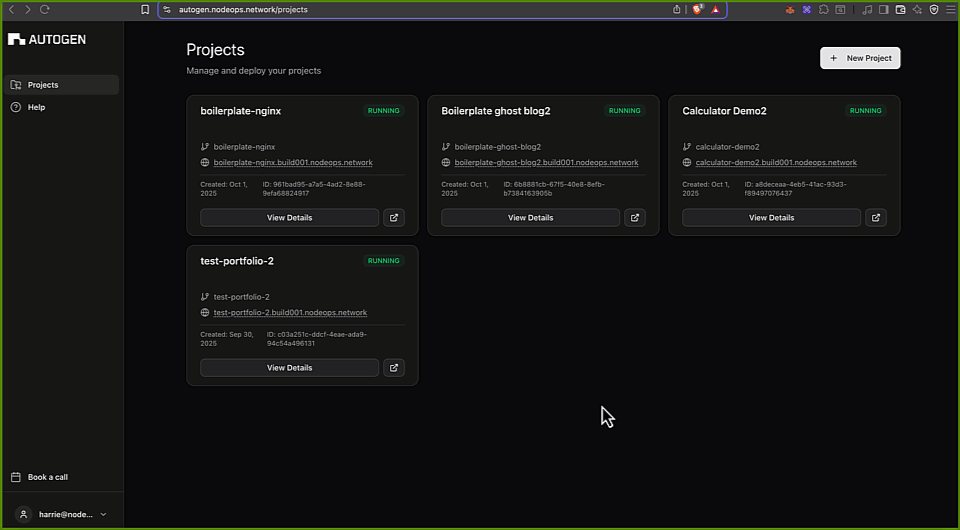 autogen.nodeops.network/projects
AUTOGEN
Projects
Help
Book a call
harrie@node...
Projects
Manage and deploy your projects
+ New Project
boilerplate-nginx
RUNNING
boilerplate-nginx
boilerplate-nginx.build001.nodeops.network
Created: Oct 1, 2025
ID: 961bad95-a7a5-4ad2-8e88-9efa68824917
View Details
Boilerplate ghost blog2
RUNNING
boilerplate-ghost-blog2
boilerplate-ghost-blog2.build001.nodeops.network
Created: Oct 1, 2025
ID: 6b8881cb-67f5-40e8-8efb-b7384163905b
View Details
Calculator Demo2
RUNNING
calculator-demo2
calculator-demo2.build001.nodeops.network
Created: Oct 1, 2025
ID: a8deceaa-4eb5-41ac-93d3-f89497076437
View Details
test-portfolio-2
RUNNING
test-portfolio-2
test-portfolio-2.build001.nodeops.network
Created: Sep 30, 2025
ID: c03a251c-ddcf-4eae-ada9-94c54a496131
View Details